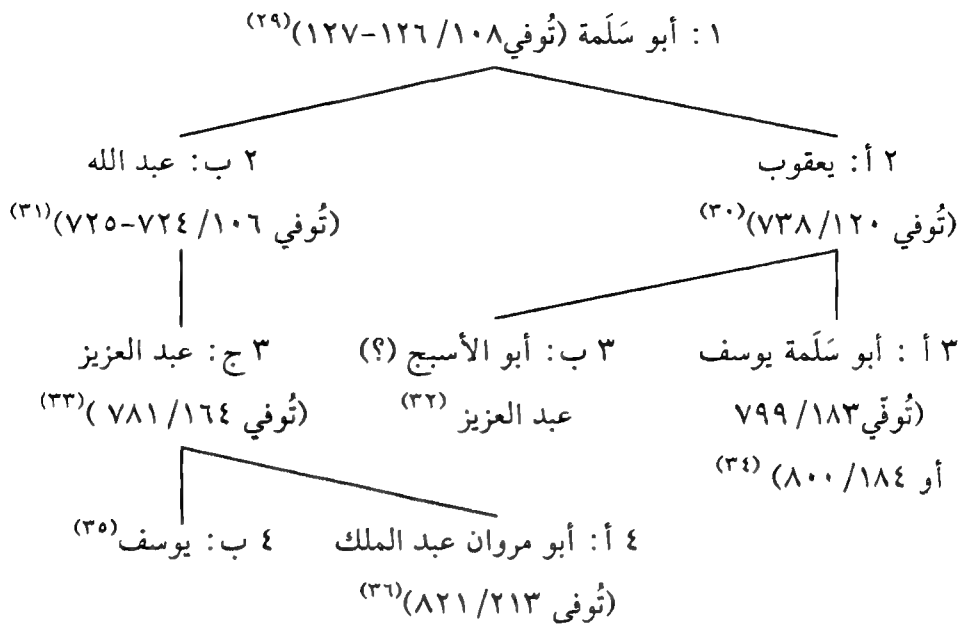 ١ : أبو سَلَمة (تُوفي١٠٨/ ١٢٦-١٢٧)(٢٩)
٢ أ: يعقوب ٢ ب: عبد الله
(تُوفي ١٢٠/ ٧٣٨)(٣٠) (تُوفي ١٠٦/ ٧٢٤-٧٢٥)(٣١)
٣ أ : أبو سَلَمة يوسف ٣ ب: أبو الأسبج (؟) ٣ ج: عبد العزيز
(تُوفّي١٨٣/ ٧٩٩ عبد العزيز (٣٢) (تُوفي ١٦٤/ ٧٨١ )(٣٣)
أو ١٨٤/ ٨٠٠) (٣٤)
٤ أ: أبو مروان عبد الملك ٤ ب: يوسف(٣٥)
(تُوفي ٢١٣/ ٨٢١)(٣٦)